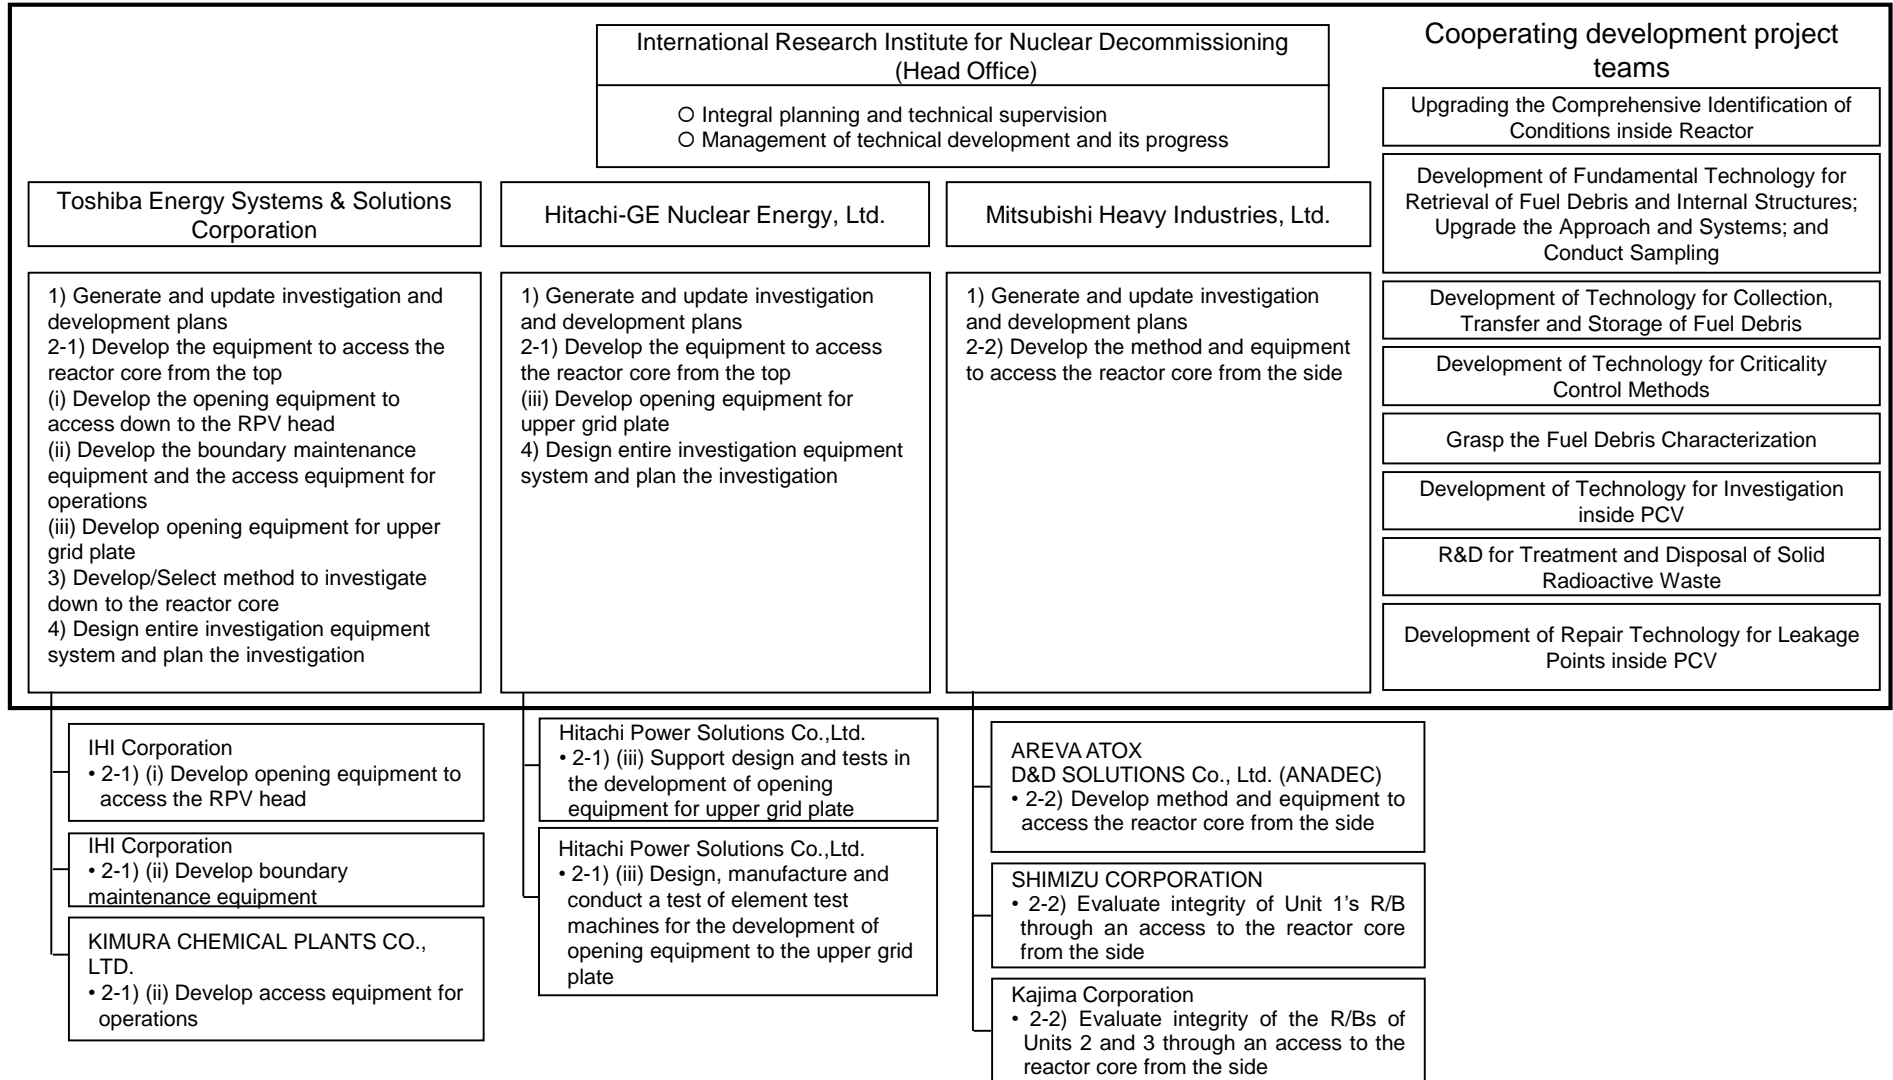 International Research Institute for Nuclear Decommissioning
(Head Office)
○ Integral planning and technical supervision
○ Management of technical development and its progress
Toshiba Energy Systems & Solutions
Corporation
1) Generate and update investigation and
development plans
2-1) Develop the equipment to access the
reactor core from the top
(i) Develop the opening equipment to
access down to the RPV head
(ii) Develop the boundary maintenance
equipment and the access equipment for
operations
(iii) Develop opening equipment for upper
grid plate
3) Develop/Select method to investigate
down to the reactor core
4) Design entire investigation equipment
system and plan the investigation
Hitachi-GE Nuclear Energy, Ltd.
1) Generate and update investigation
and development plans
2-1) Develop the equipment to access
the reactor core from the top
(iii) Develop opening equipment for
upper grid plate
4) Design entire investigation equipment
system and plan the investigation
Mitsubishi Heavy Industries, Ltd.
1) Generate and update investigation
and development plans
2-2) Develop the method and equipment
to access the reactor core from the side
Cooperating development project
teams
Upgrading the Comprehensive Identification of
Conditions inside Reactor
Development of Fundamental Technology for
Retrieval of Fuel Debris and Internal Structures;
Upgrade the Approach and Systems; and
Conduct Sampling
Development of Technology for Collection,
Transfer and Storage of Fuel Debris
Development of Technology for Criticality
Control Methods
Grasp the Fuel Debris Characterization
Development of Technology for Investigation
inside PCV
R&D for Treatment and Disposal of Solid
Radioactive Waste
Development of Repair Technology for Leakage
Points inside PCV
IHI Corporation
• 2-1) (i) Develop opening equipment to
access the RPV head
IHI Corporation
• 2-1) (ii) Develop boundary
maintenance equipment
KIMURA CHEMICAL PLANTS CO.,
LTD.
• 2-1) (ii) Develop access equipment for
operations
Hitachi Power Solutions Co.,Ltd.
• 2-1) (iii) Support design and tests in
the development of opening
equipment for upper grid plate
Hitachi Power Solutions Co.,Ltd.
• 2-1) (iii) Design, manufacture and
conduct a test of element test
machines for the development of
opening equipment to the upper grid
plate
AREVA ATOX
D&D SOLUTIONS Co., Ltd. (ANADEC)
• 2-2) Develop method and equipment to
access the reactor core from the side
SHIMIZU CORPORATION
• 2-2) Evaluate integrity of Unit 1’s R/B
through an access to the reactor core
from the side
Kajima Corporation
• 2-2) Evaluate integrity of the R/Bs of
Units 2 and 3 through an access to the
reactor core from the side